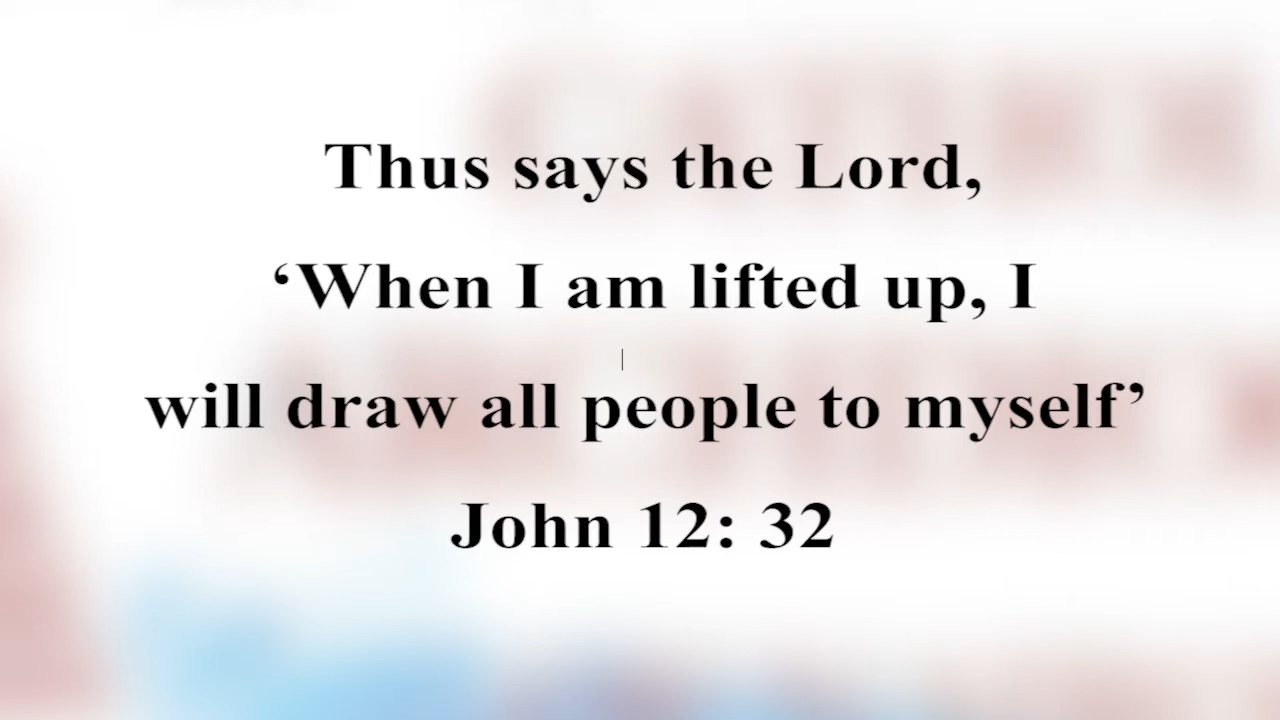 Thus says the Lord,
‘When I am lifted up, I
will draw all people to myself’
John 12: 32